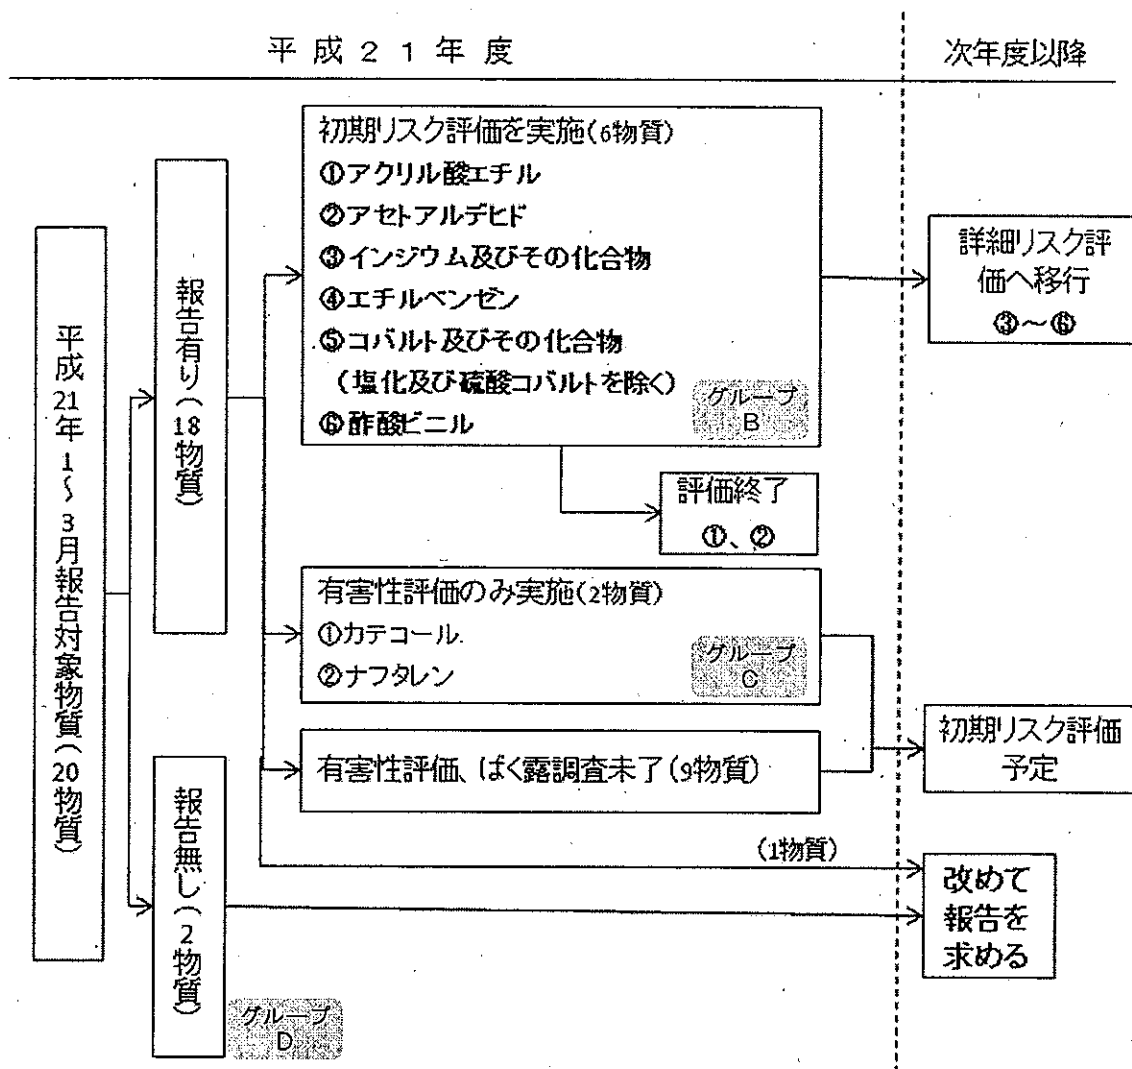 平成21年度
次年度以降
平成21年1～3月報告対象物質(20物質)
報告有り(18物質)
報告無し(2物質)
グループ
D
初期リスク評価を実施(6物質)
①アクリル酸エチル
②アセトアルデヒド
③インジウム及びその化合物
④エチルベンゼン
⑤コバルト及びその化合物
(塩化及び硫酸コバルトを除く)
⑥酢酸ビニル
グループ
B
評価終了
①、②
有害性評価のみ実施(2物質)
①カテコール
②ナフタレン
グループ
C
有害性評価、ばく露調査未了(9物質)
(1物質)
詳細リスク評
価へ移行
③～⑥
初期リスク評価
予定
改めて
報告を
求める